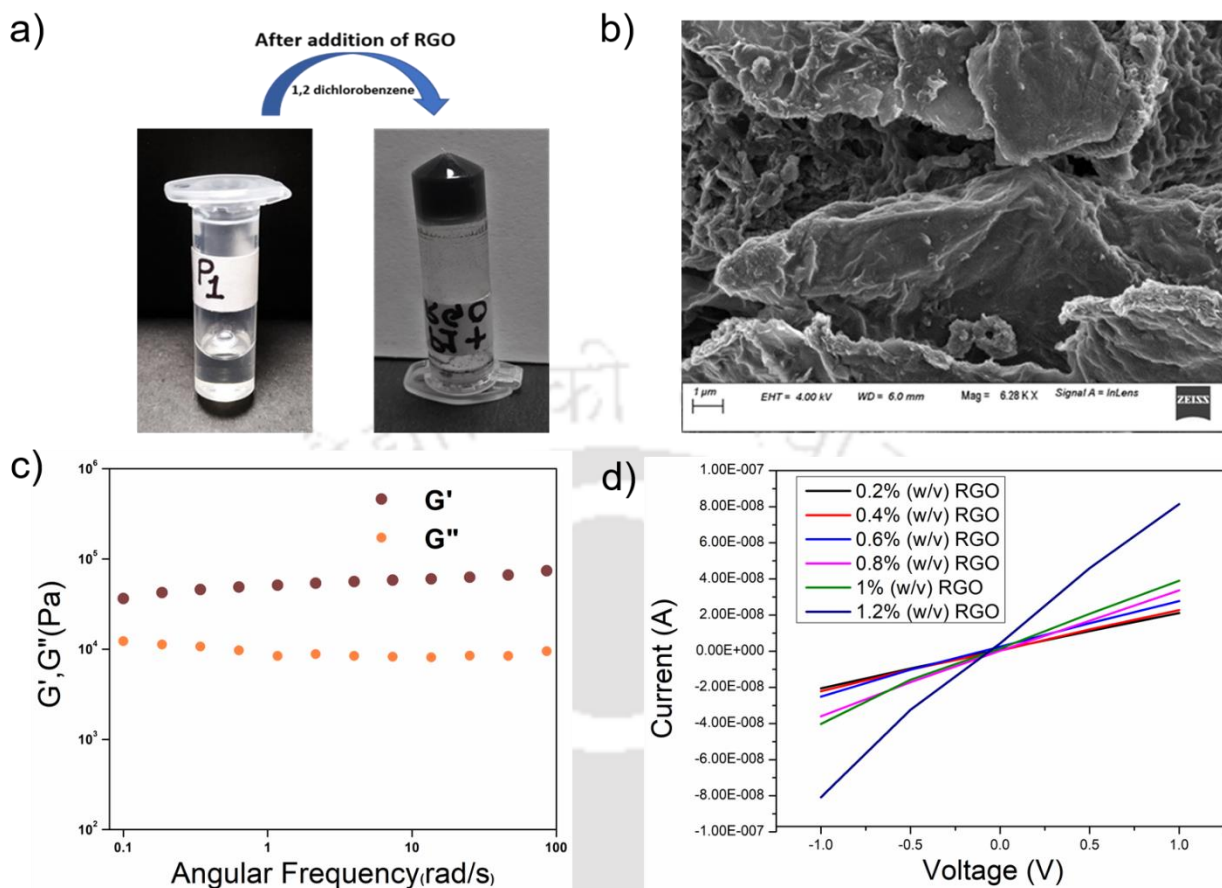 a)
After addition of RGO
1,2 dichlorobenzene
P1
b)
1 µm
EHT = 4.00 kV
WD = 6.0 mm
Mag = 6.28 K X
Signal A = InLens
ZEISS
c)
10^6
10^5
10^4
10^3
10^2
G'
G"
G',G"(Pa)
0.1
1
10
100
Angular Frequency(rad/s)
d)
1.00E-007
8.00E-008
6.00E-008
4.00E-008
2.00E-008
0.00E+000
-2.00E-008
-4.00E-008
-6.00E-008
-8.00E-008
-1.00E-007
0.2% (w/v) RGO
0.4% (w/v) RGO
0.6% (w/v) RGO
0.8% (w/v) RGO
1% (w/v) RGO
1.2% (w/v) RGO
Current (A)
-1.0
-0.5
0.0
0.5
1.0
Voltage (V)